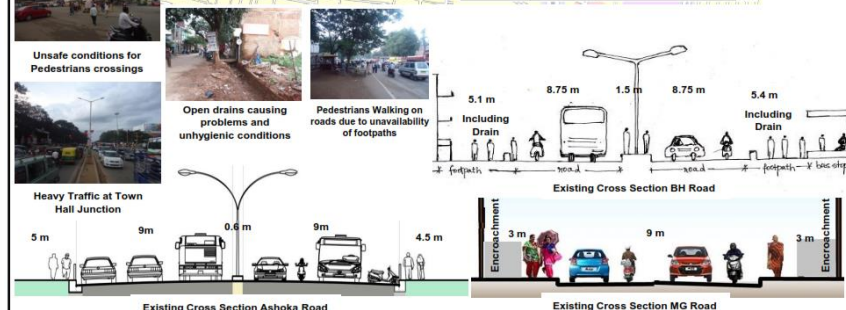 Unsafe conditions for
Pedestrians crossings
Open drains causing
problems and
unhygienic conditions
Pedestrians Walking on
roads due to unavailability
of footpaths
5.1 m
Including
Drain
8.75 m
1.5 m
8.75 m
5.4 m
Including
Drain
footpath
road
road
footpath
bus stop
Existing Cross Section BH Road
Heavy Traffic at Town
Hall Junction
5 m
9m
0.6 m
9m
4.5 m
Existing Cross Section Ashoka Road
Encroachment
3 m
9 m
3 m
Encroachment
Existing Cross Section MG Road